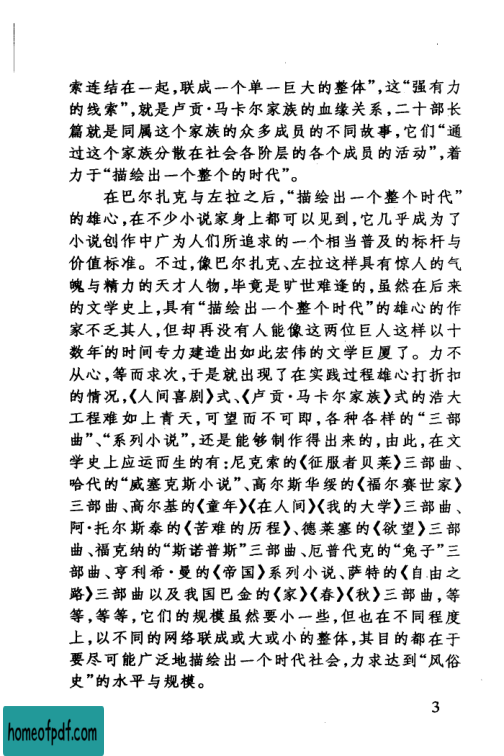 索连结在一起,联成一个单一巨大的整体”,这“强有力
的线索”,就是卢贡·马卡尔家族的血缘关系,二十部长
篇就是同属这个家族的众多成员的不同故事,它们“通
过这个家族分散在社会各阶层的各个成员的活动”,着
力于“描绘出一个整个的时代”。
在巴尔扎克与左拉之后,“描绘出一个整个时代”
的雄心,在不少小说家身上都可以见到,它几乎成为了
小说创作中广为人们所追求的一个相当普及的标杆与
价值标准。不过,像巴尔扎克、左拉这样具有惊人的气
魄与精力的天才人物,毕竟是旷世难逢的,虽然在后来
的文学史上,具有“描绘出一个整个时代”的雄心的作
家不乏其人,但却再没有人能像这两位巨人这样以十
数年的时间专力建造出如此宏伟的文学巨厦了。力不
从心,等而求次,于是就出现了在实践过程雄心打折扣
的情况,《人间喜剧》式、《卢贡·马卡尔家族》式的浩大
工程难如上青天,可望而不可即,各种各样的“三部
曲”、“系列小说”,还是能够制作得出来的,由此,在文
学史上应运而生的有:尼克索的《征服者贝莱》三部曲、
哈代的“威塞克斯小说”、高尔斯华绥的《福尔赛世家》
三部曲、高尔基的《童年》《在人间》《我的大学》三部曲、
阿·托尔斯泰的《苦难的历程》、德莱塞的《欲望》三部
曲、福克纳的“斯诺普斯”三部曲、厄普代克的“兔子”三
部曲、亨利希·曼的《帝国》系列小说、萨特的《自由之
路》三部曲以及我国巴金的《家》《春》《秋》三部曲,等
等,等等,它们的规模虽然要小一些,但也在不同程度
上,以不同的网络联成或大或小的整体,其目的都在于
要尽可能广泛地描绘出一个时代社会,力求达到“风俗
史”的水平与规模。
3
homeofpdf.com